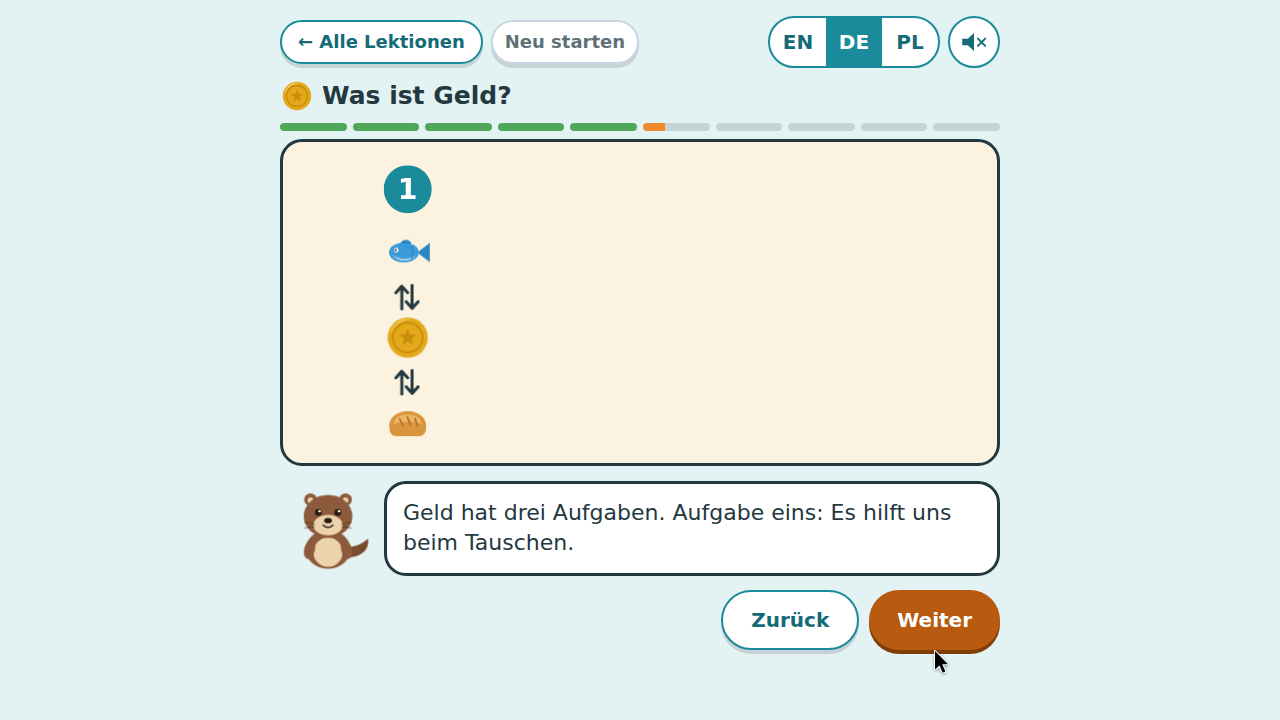 ← Alle Lektionen
Neu starten
EN DE PL
Was ist Geld?
1
Geld hat drei Aufgaben. Aufgabe eins: Es hilft uns
beim Tauschen.
Zurück
Weiter